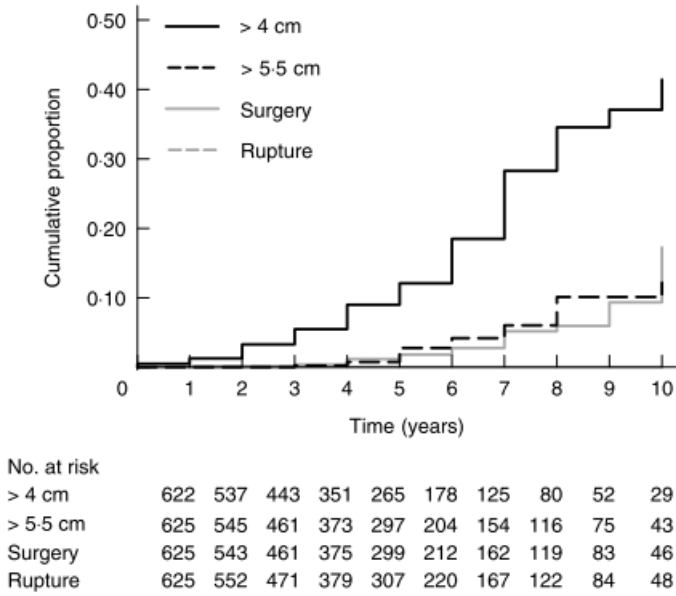 0·50
> 4 cm
> 5·5 cm
0·40
Surgery
0·30
Rupture
Cumulative proportion
0·20
0·10
0 1 2 3 4 5 6 7 8 9 10
Time (years)
No. at risk
> 4 cm 622 537 443 351 265 178 125 80 52 29
> 5·5 cm 625 545 461 373 297 204 154 116 75 43
Surgery 625 543 461 375 299 212 162 119 83 46
Rupture 625 552 471 379 307 220 167 122 84 48